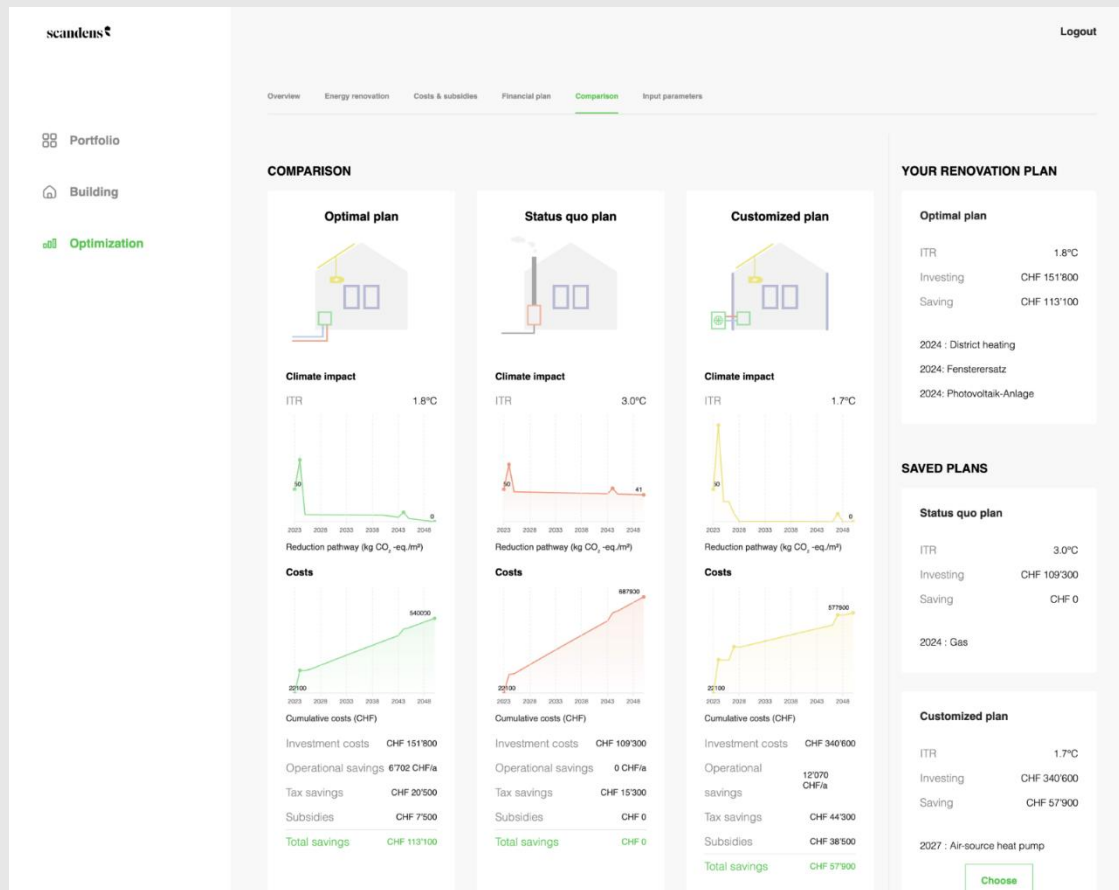 scandens
Logout
Overview Energy renovation Costs & subsidies Financial plan Comparison Input parameters
Portfolio
Building
Optimization
COMPARISON
Optimal plan
Climate impact
ITR 1.8°C
50
0
2023 2028 2033 2038 2043 2048
Reduction pathway (kg CO₂ -eq./m²)
Costs
540000
22100
2023 2028 2033 2038 2043 2048
Cumulative costs (CHF)
Investment costs CHF 151'800
Operational savings 6'702 CHF/a
Tax savings CHF 20'500
Subsidies CHF 7'500
Total savings CHF 113'100
Status quo plan
Climate impact
ITR 3.0°C
50
41
2023 2028 2033 2038 2043 2048
Reduction pathway (kg CO₂ -eq./m²)
Costs
687900
22100
2023 2028 2033 2038 2043 2048
Cumulative costs (CHF)
Investment costs CHF 109'300
Operational savings 0 CHF/a
Tax savings CHF 15'300
Subsidies CHF 0
Total savings CHF 0
Customized plan
Climate impact
ITR 1.7°C
50
0
2023 2028 2033 2038 2043 2048
Reduction pathway (kg CO₂ -eq./m²)
Costs
577600
22100
2023 2028 2033 2038 2043 2048
Cumulative costs (CHF)
Investment costs CHF 340'600
Operational
savings
12'070
CHF/a
Tax savings CHF 44'300
Subsidies CHF 38'500
Total savings CHF 57'900
YOUR RENOVATION PLAN
Optimal plan
ITR 1.8°C
Investing CHF 151'800
Saving CHF 113'100
2024 : District heating
2024: Fensterersatz
2024: Photovoltaik-Anlage
SAVED PLANS
Status quo plan
ITR 3.0°C
Investing CHF 109'300
Saving CHF 0
2024 : Gas
Customized plan
ITR 1.7°C
Investing CHF 340'600
Saving CHF 57'900
2027 : Air-source heat pump
Choose